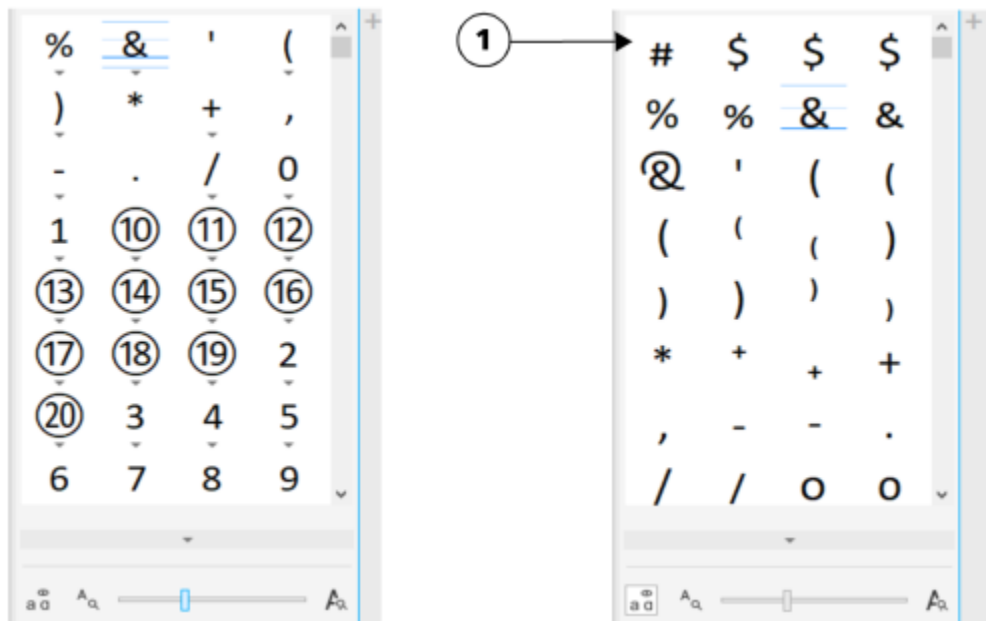 % & ' (
) * + ,
- . / 0
1 ⑩ ⑪ ⑫
⑬ ⑭ ⑮ ⑯
⑰ ⑱ ⑲ 2
⑳ 3 4 5
6 7 8 9
a ɑ
A A
1
# $ $ $
% % & &
& ' ( (
( ( ( )
) ) ) )
* + + +
, - - .
/ / o o
a ɑ
A A